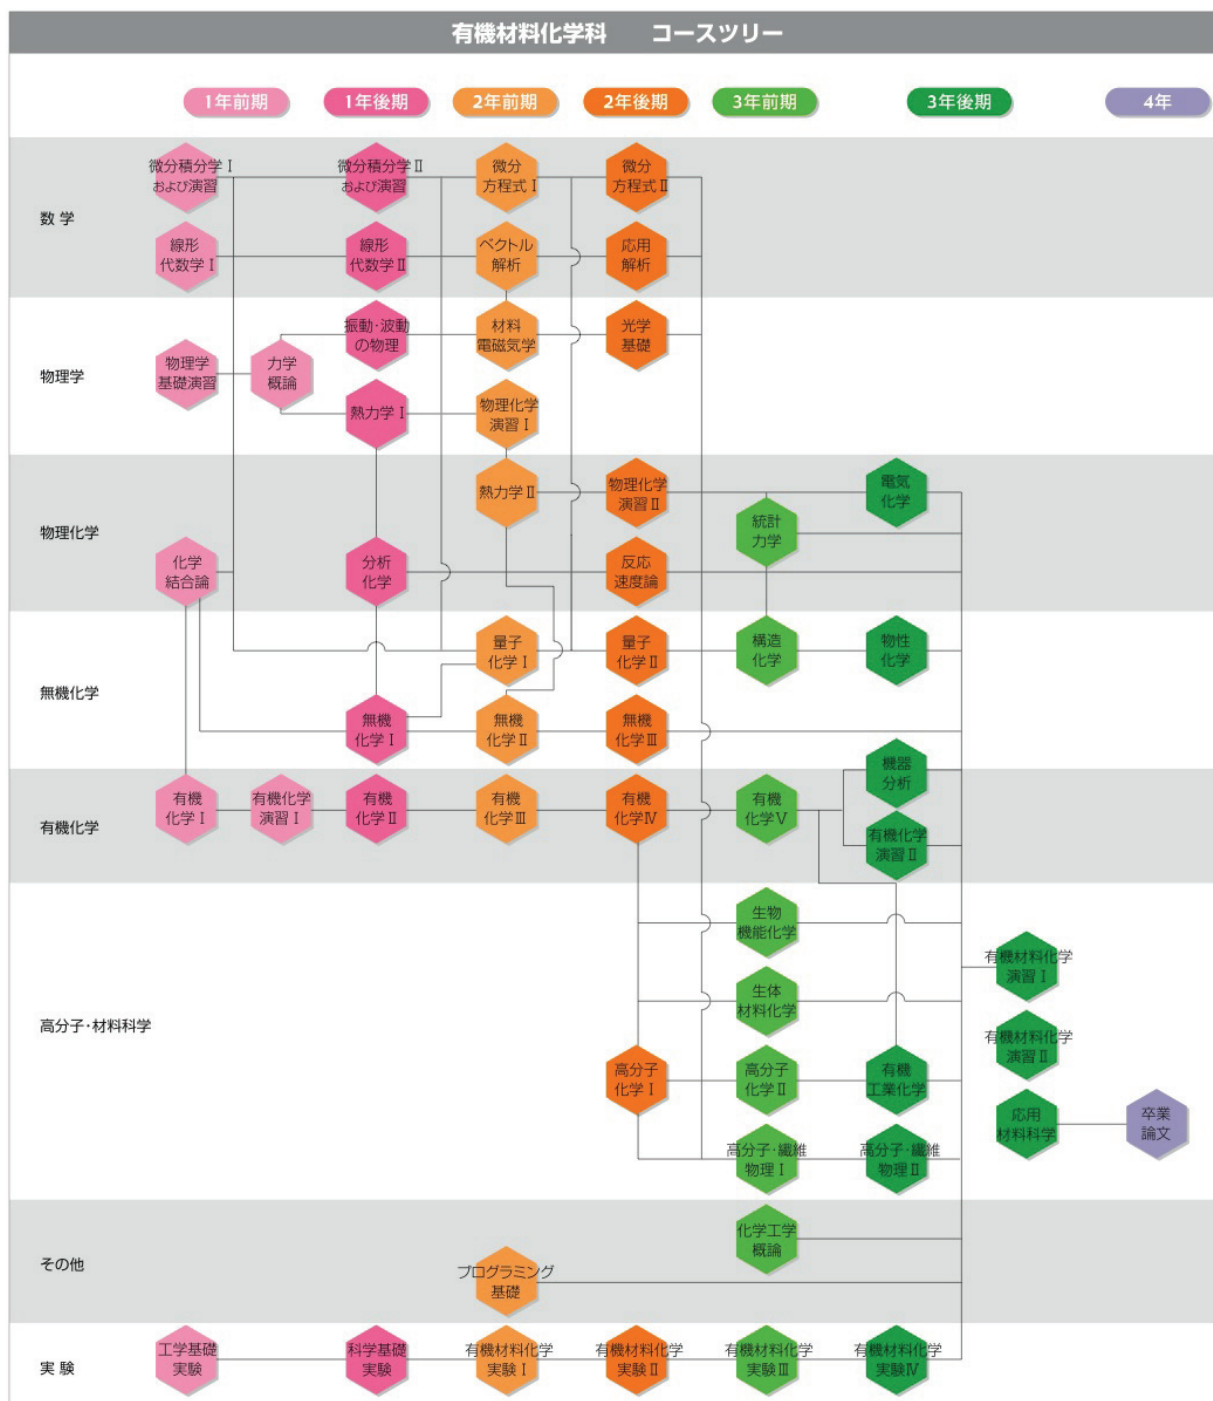 有機材料化学科 コースツリー
1年前期 1年後期 2年前期 2年後期 3年前期 3年後期 4年
数 学
微分積分学Ⅰ
および演習
微分積分学Ⅱ
および演習
微分
方程式Ⅰ
微分
方程式Ⅱ
線形
代数学Ⅰ
線形
代数学Ⅱ
ベクトル
解析
応用
解析
物理学
振動・波動
の物理
材料
電磁気学
光学
基礎
物理学
基礎演習
力学
概論
熱力学Ⅰ
物理化学
演習Ⅰ
物理化学
熱力学Ⅱ
物理化学
演習Ⅱ
電気
化学
統計
力学
化学
結合論
分析
化学
反応
速度論
無機化学
量子
化学Ⅰ
量子
化学Ⅱ
構造
化学
物性
化学
無機
化学Ⅰ
無機
化学Ⅱ
無機
化学Ⅲ
有機化学
機器
分析
有機
化学Ⅰ
有機化学
演習Ⅰ
有機
化学Ⅱ
有機
化学Ⅲ
有機
化学Ⅳ
有機
化学Ⅴ
有機化学
演習Ⅱ
高分子・材料科学
生物
機能化学
有機材料化学
演習Ⅰ
生体
材料化学
有機材料化学
演習Ⅱ
高分子
化学Ⅰ
高分子
化学Ⅱ
有機
工業化学
応用
材料科学
卒業
論文
高分子・繊維
物理Ⅰ
高分子・繊維
物理Ⅱ
その他
化学工学
概論
プログラミング
基礎
実 験
工学基礎
実験
科学基礎
実験
有機材料化学
実験Ⅰ
有機材料化学
実験Ⅱ
有機材料化学
実験Ⅲ
有機材料化学
実験Ⅳ